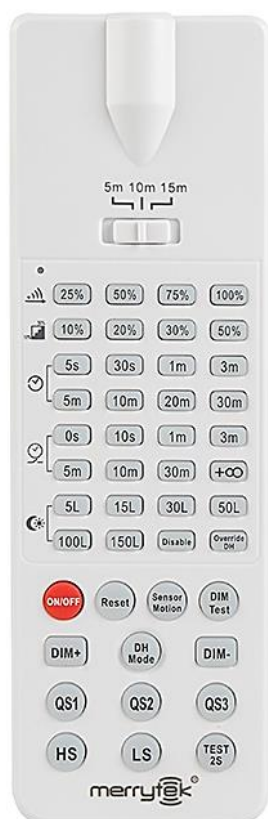 5m 10m 15m
25% 50% 75% 100%
10% 20% 30% 50%
5s 30s 1m 3m
5m 10m 20m 30m
0s 10s 1m 3m
5m 10m 30m +∞
5L 15L 30L 50L
100L 150L Disable Override DH
ON/OFF Reset Sensor Motion DIM Test
DIM+ DH Mode DIM-
QS1 QS2 QS3
HS LS TEST 2S
merrytek®